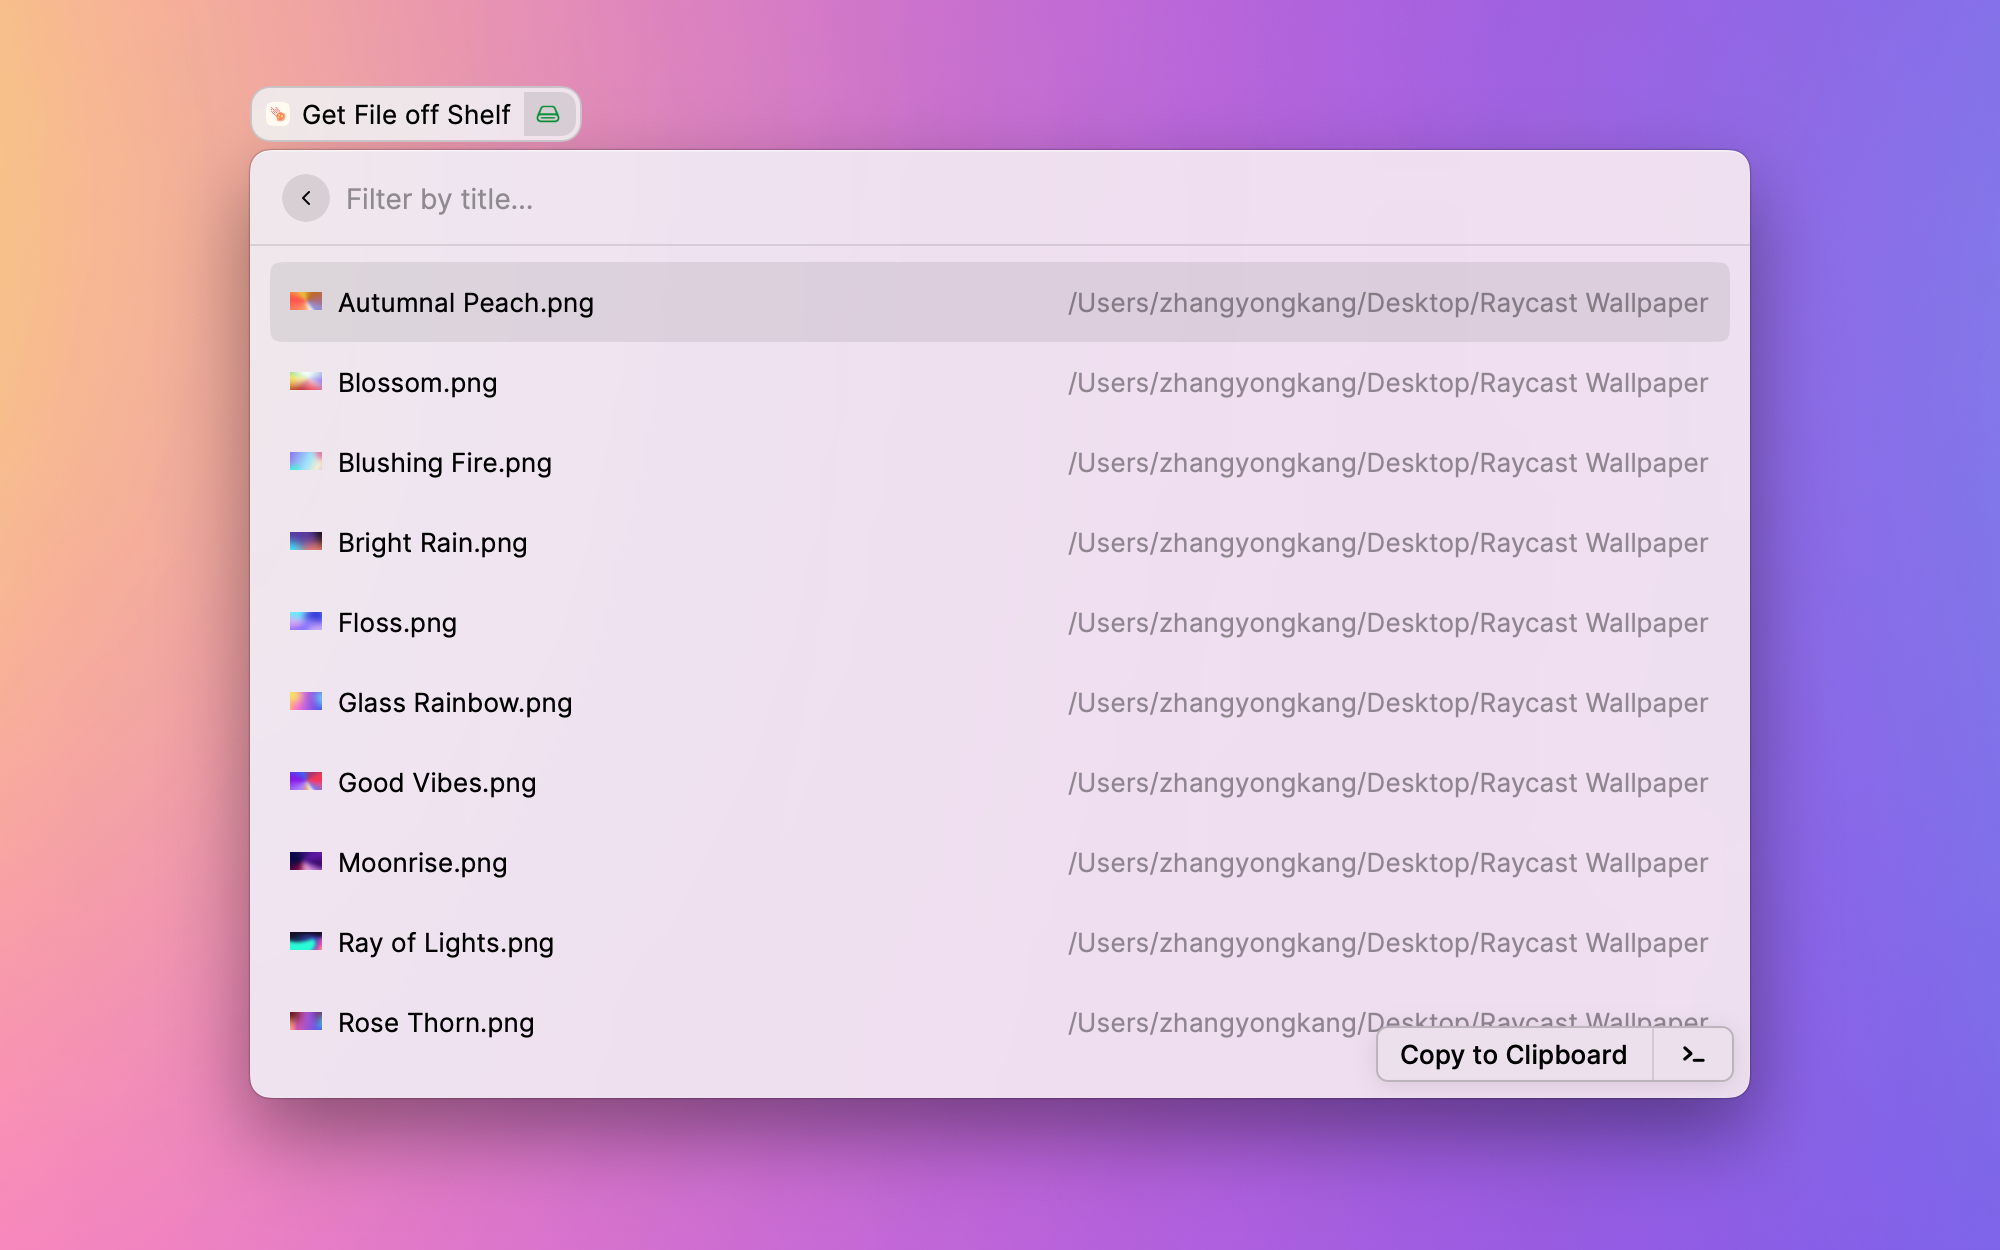 Get File off Shelf
Filter by title...
Autumnal Peach.png /Users/zhangyongkang/Desktop/Raycast Wallpaper
Blossom.png /Users/zhangyongkang/Desktop/Raycast Wallpaper
Blushing Fire.png /Users/zhangyongkang/Desktop/Raycast Wallpaper
Bright Rain.png /Users/zhangyongkang/Desktop/Raycast Wallpaper
Floss.png /Users/zhangyongkang/Desktop/Raycast Wallpaper
Glass Rainbow.png /Users/zhangyongkang/Desktop/Raycast Wallpaper
Good Vibes.png /Users/zhangyongkang/Desktop/Raycast Wallpaper
Moonrise.png /Users/zhangyongkang/Desktop/Raycast Wallpaper
Ray of Lights.png /Users/zhangyongkang/Desktop/Raycast Wallpaper
Rose Thorn.png /Users/zhangyongkang/Desktop/Raycast Wallpaper
Copy to Clipboard